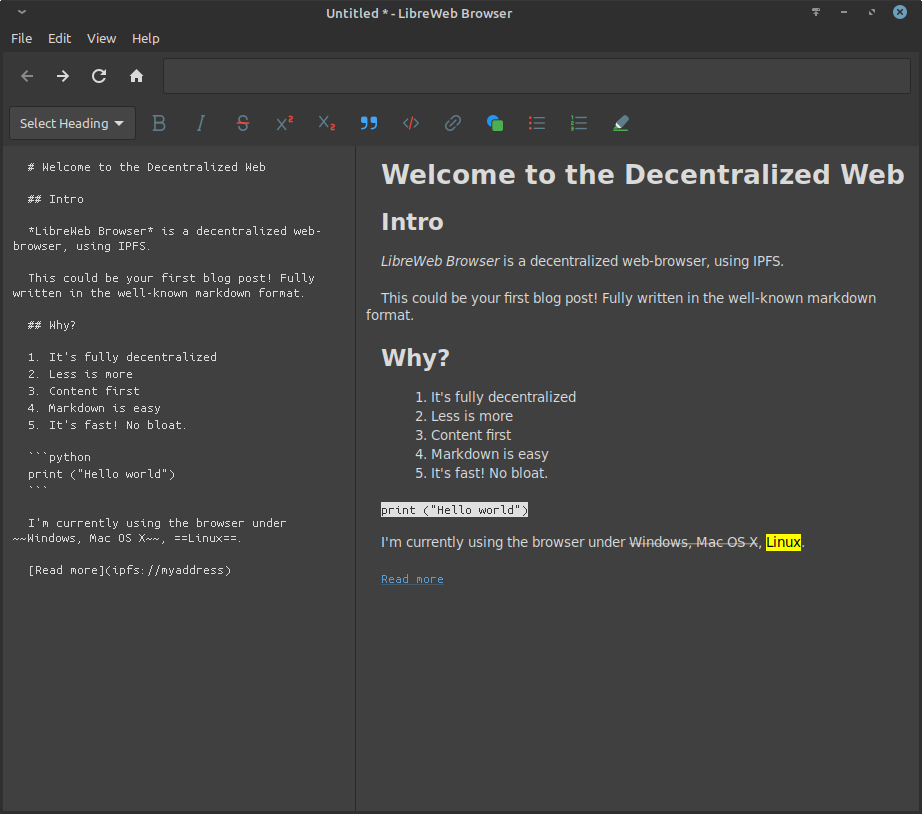 Untitled * - LibreWeb Browser
File Edit View Help
Select Heading B I S X² X₂
# Welcome to the Decentralized Web
## Intro
*LibreWeb Browser* is a decentralized web-
browser, using IPFS.
This could be your first blog post! Fully
written in the well-known markdown format.
## Why?
1. It's fully decentralized
2. Less is more
3. Content first
4. Markdown is easy
5. It's fast! No bloat.
```python
print ("Hello world")
```
I'm currently using the browser under
~~Windows, Mac OS X~~, ==Linux==.
[Read more](ipfs://myaddress)
Welcome to the Decentralized Web
Intro
LibreWeb Browser is a decentralized web-browser, using IPFS.
This could be your first blog post! Fully written in the well-known markdown
format.
Why?
1. It's fully decentralized
2. Less is more
3. Content first
4. Markdown is easy
5. It's fast! No bloat.
print ("Hello world")
I'm currently using the browser under Windows, Mac OS X, Linux.
Read more